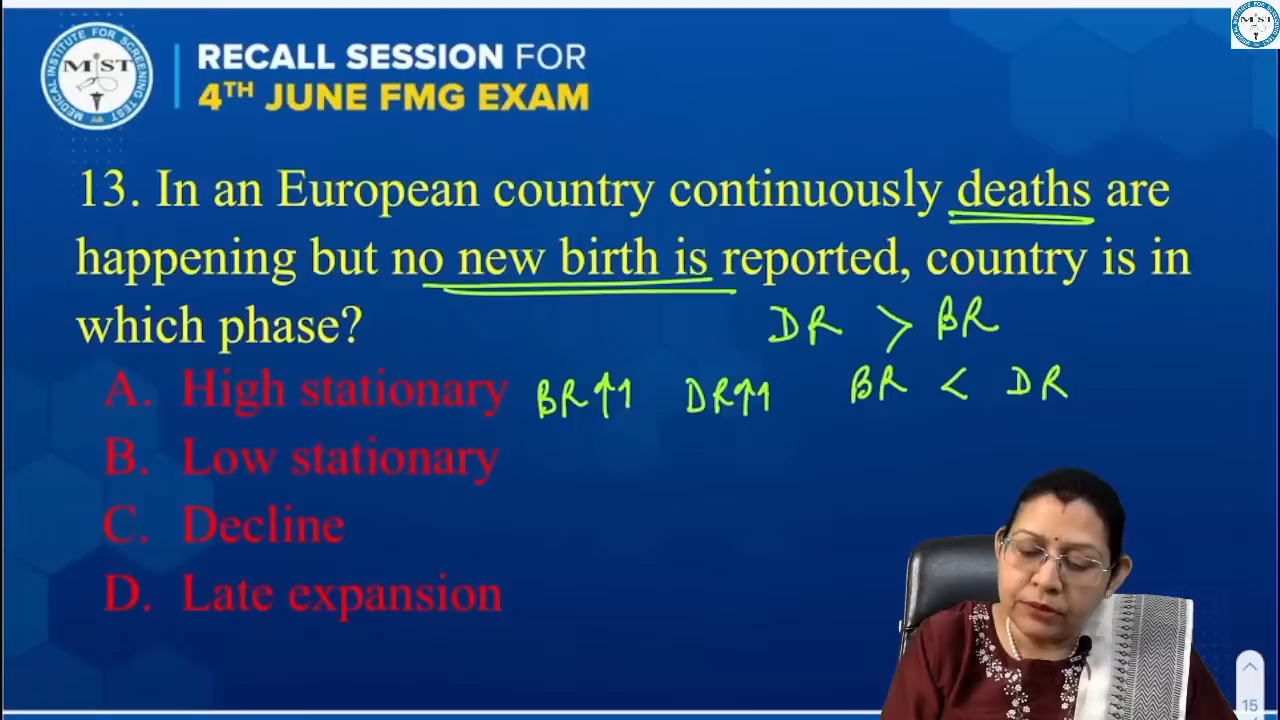 MEDICAL INSTITUTE FOR SCREENING TEST
MIST
RECALL SESSION FOR
4TH JUNE FMG EXAM
13. In an European country continuously deaths are
happening but no new birth is reported, country is in
which phase?
DR > BR
A. High stationary BR↑↑ DR↑↑ BR < DR
B. Low stationary
C. Decline
D. Late expansion
15